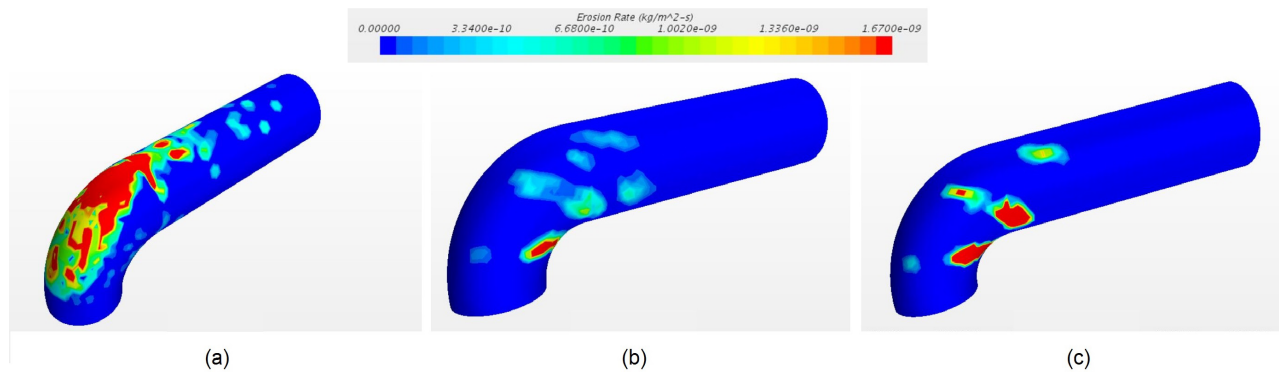 Erosion Rate (kg/m^2-s)
0.00000 3.3400e-10 6.6800e-10 1.0020e-09 1.3360e-09 1.6700e-09
(a) (b) (c)